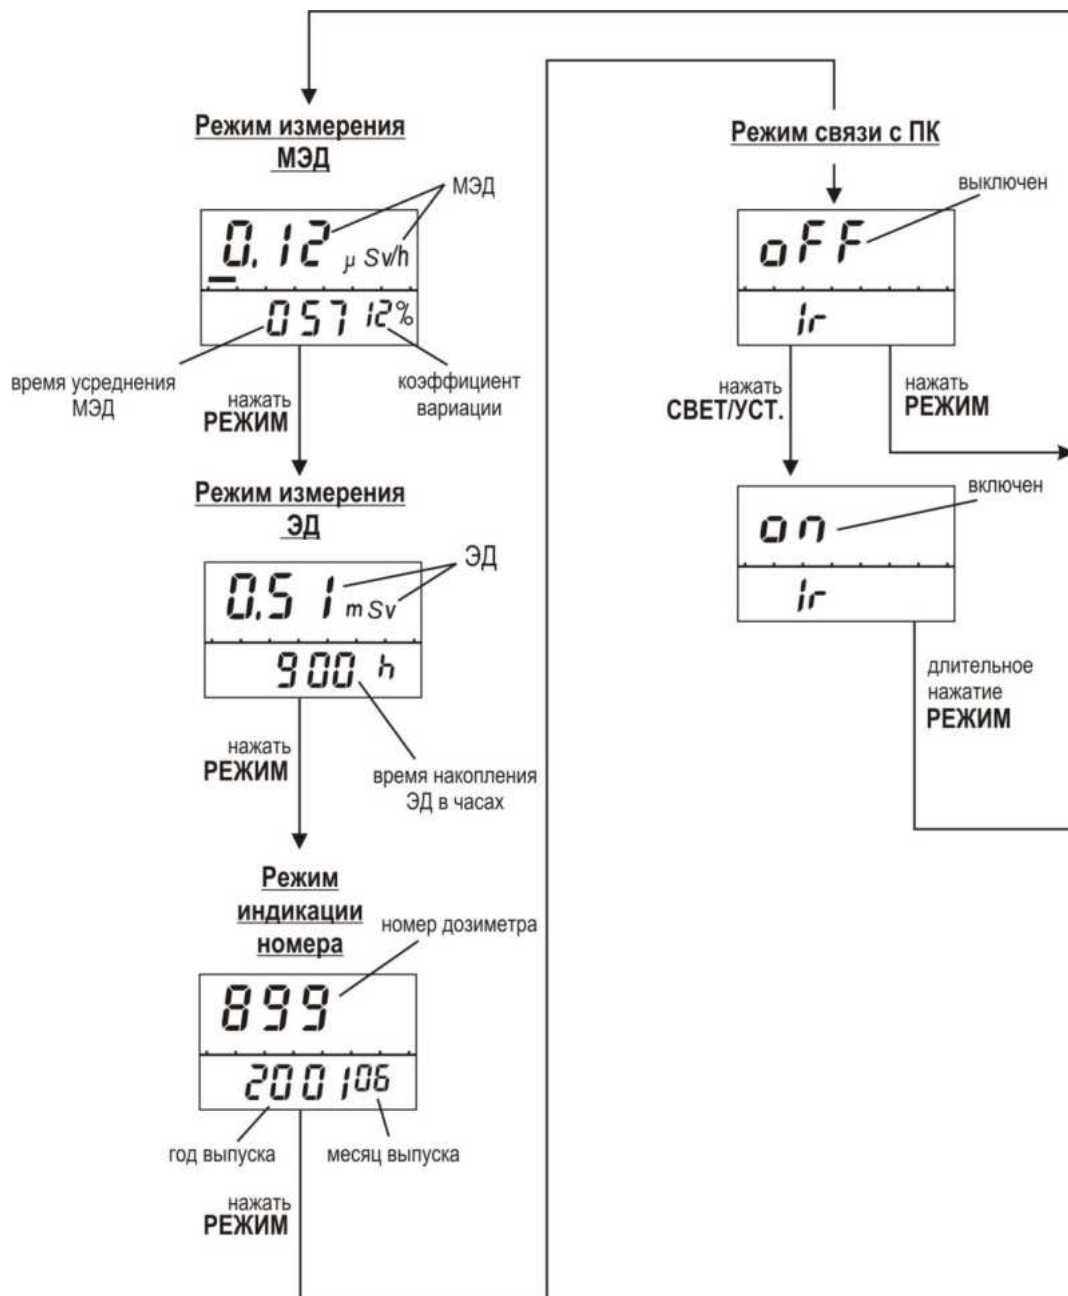 Режим измерения
МЭД
МЭД
0.12 µ Sv/h
057 12%
время усреднения
МЭД
коэффициент
вариации
нажать
РЕЖИМ
Режим измерения
ЭД
ЭД
0.51 mSv
900 h
нажать
РЕЖИМ
время накопления
ЭД в часах
Режим
индикации
номера
номер дозиметра
899
2001 06
год выпуска
месяц выпуска
нажать
РЕЖИМ
Режим связи с ПК
выключен
oFF
Ir
нажать
СВЕТ/УСТ.
нажать
РЕЖИМ
включен
on
Ir
длительное
нажатие
РЕЖИМ